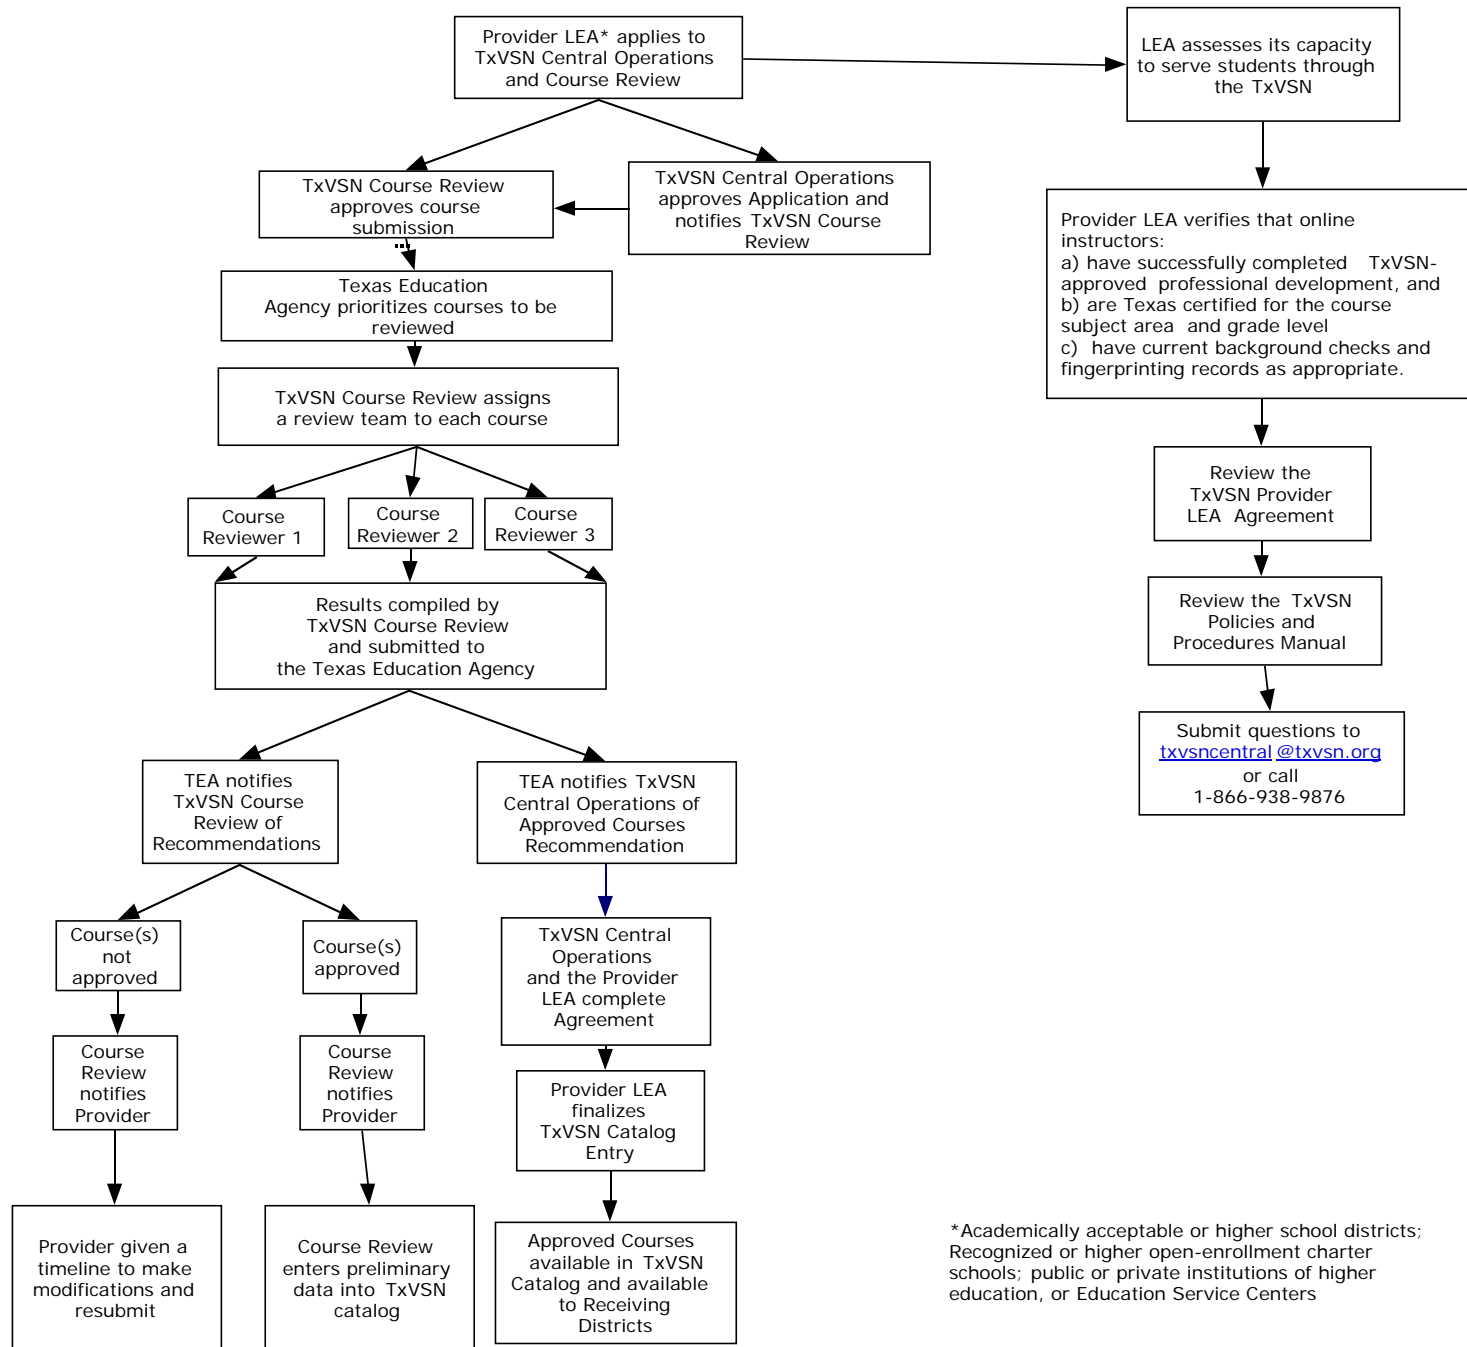 Provider LEA* applies to
TxVSN Central Operations
and Course Review
LEA assesses its capacity
to serve students through
the TxVSN
TxVSN Course Review
approves course
submission
TxVSN Central Operations
approves Application and
notifies TxVSN Course
Review
Provider LEA verifies that online
instructors:
a) have successfully completed TxVSN-
approved professional development, and
b) are Texas certified for the course
subject area and grade level
c) have current background checks and
fingerprinting records as appropriate.
Texas Education
Agency prioritizes courses to be
reviewed
TxVSN Course Review assigns
a review team to each course
Review the
TxVSN Provider
LEA Agreement
Course
Reviewer 1
Course
Reviewer 2
Course
Reviewer 3
Results compiled by
TxVSN Course Review
and submitted to
the Texas Education Agency
Review the TxVSN
Policies and
Procedures Manual
Submit questions to
txvsncentral @txvsn.org
or call
1-866-938-9876
TEA notifies
TxVSN Course
Review of
Recommendations
TEA notifies TxVSN
Central Operations of
Approved Courses
Recommendation
Course(s)
not
approved
Course(s)
approved
TxVSN Central
Operations
and the Provider
LEA complete
Agreement
Course
Review
notifies
Provider
Course
Review
notifies
Provider
Provider LEA
finalizes
TxVSN Catalog
Entry
Provider given a
timeline to make
modifications and
resubmit
Course Review
enters preliminary
data into TxVSN
catalog
Approved Courses
available in TxVSN
Catalog and available
to Receiving
Districts
*Academically acceptable or higher school districts;
Recognized or higher open-enrollment charter
schools; public or private institutions of higher
education, or Education Service Centers